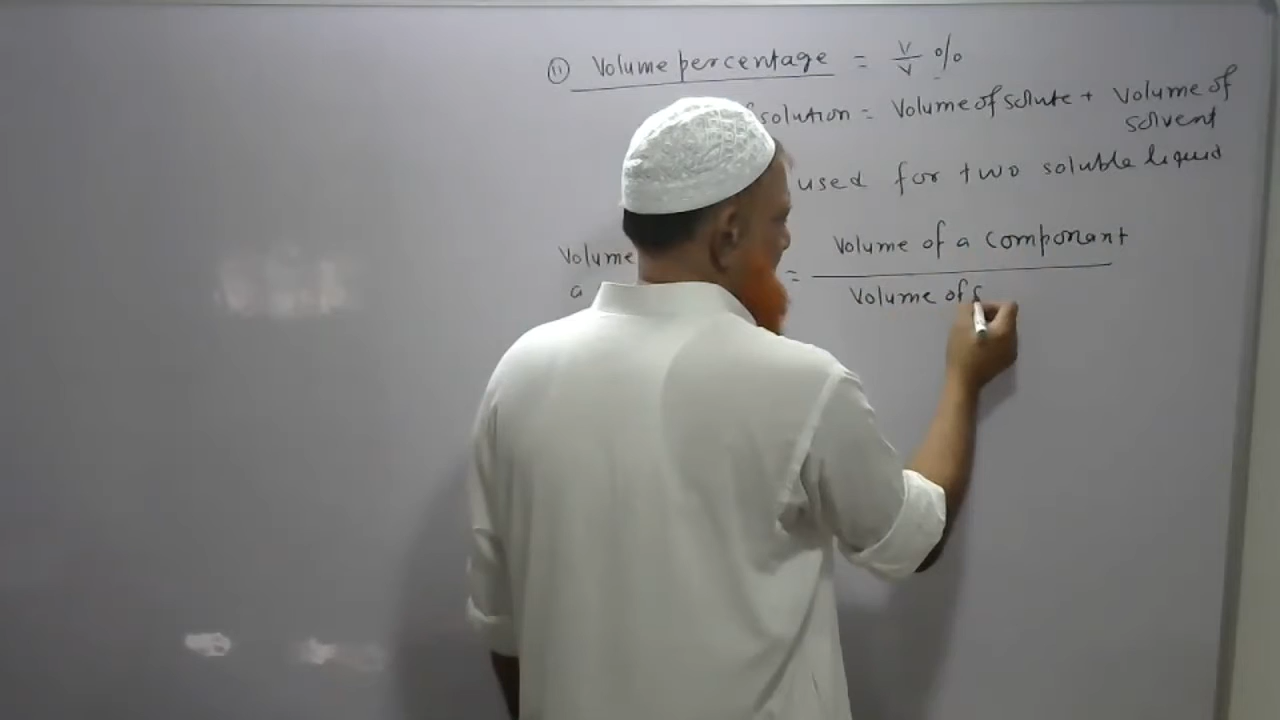 (ii) Volume percentage = V/V %
solution = Volume of solute + Volume of
solvent
used for two soluble liquid
Volume = Volume of a componant
a Volume of